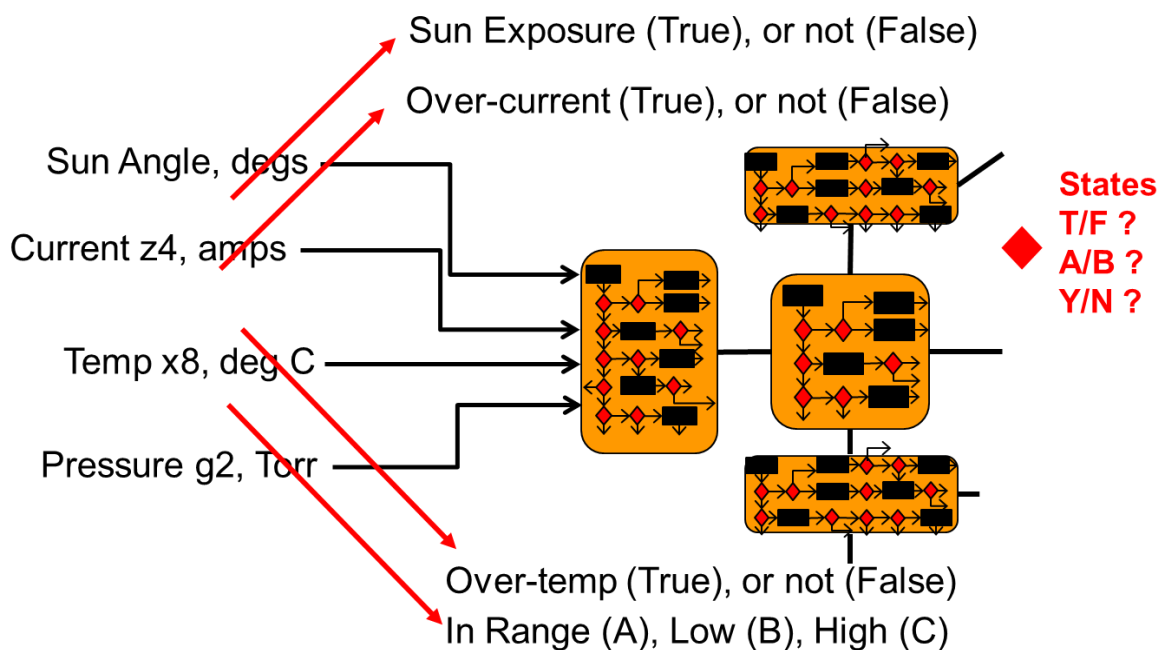 Sun Exposure (True), or not (False)
Over-current (True), or not (False)
Sun Angle, degs
Current z4, amps
Temp x8, deg C
Pressure g2, Torr
States
T/F ?
A/B ?
Y/N ?
Over-temp (True), or not (False)
In Range (A), Low (B), High (C)